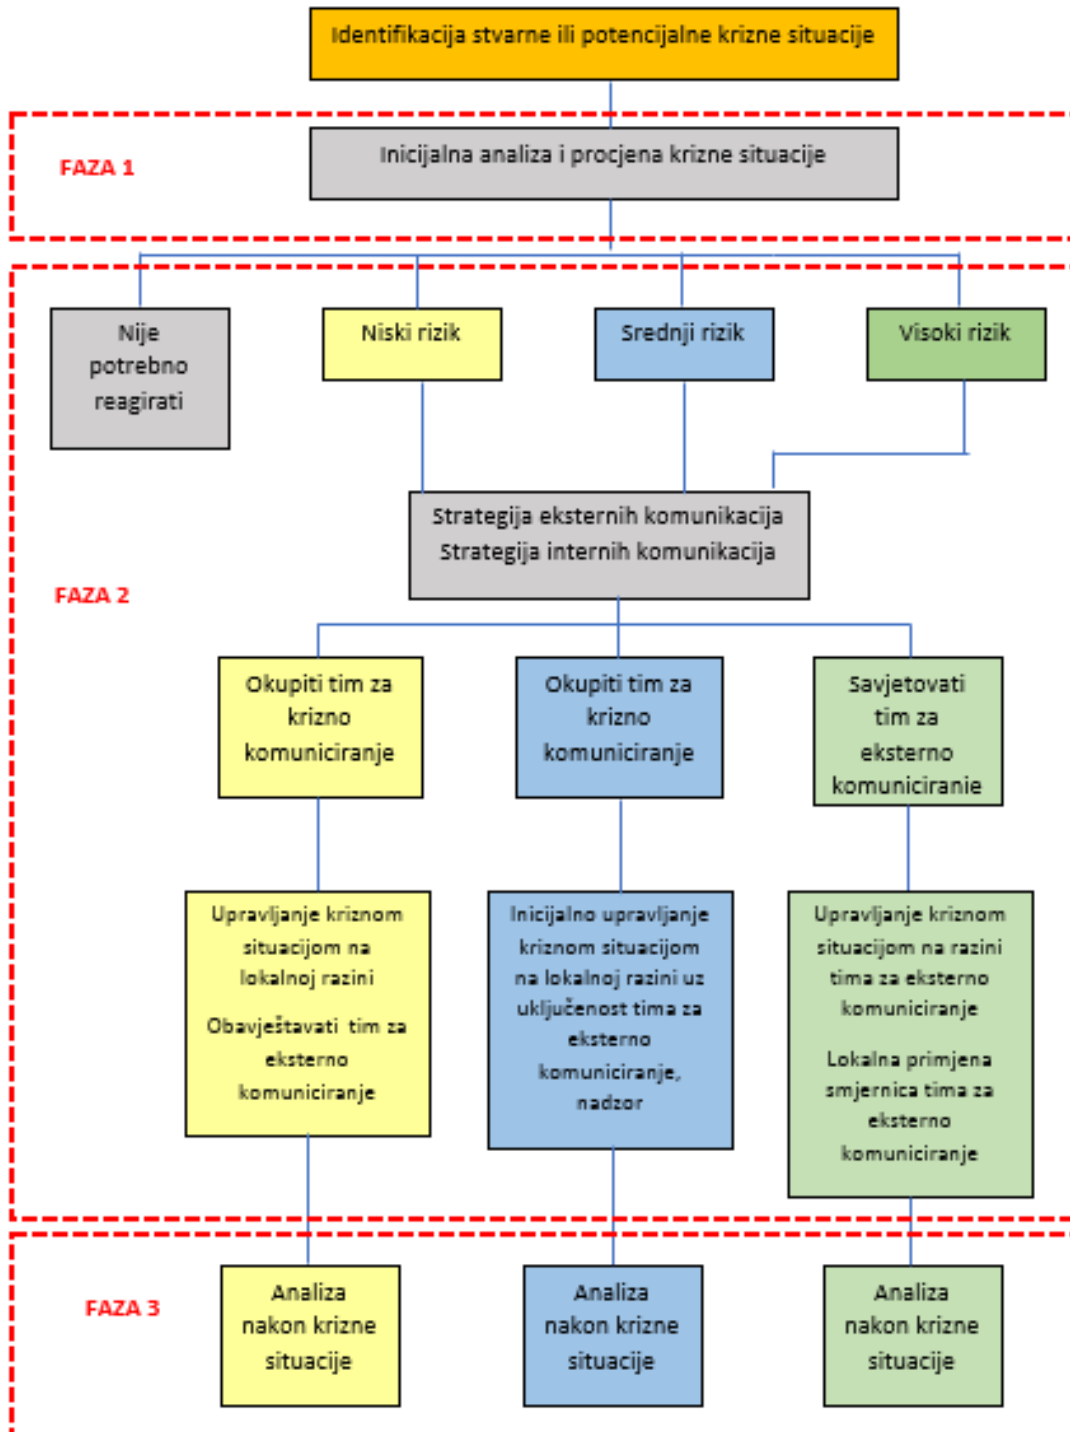 Identifikacija stvarne ili potencijalne krizne situacije
FAZA 1
Inicijalna analiza i procjena krizne situacije
Nije
potrebno
reagirati
Niski rizik
Srednji rizik
Visoki rizik
Strategija eksternih komunikacija
Strategija internih komunikacija
FAZA 2
Okupiti tim za
krizno
komuniciranje
Okupiti tim za
krizno
komuniciranje
Savjetovati
tim za
eksterno
komuniciranie
Upravljanje kriznom
situacijom na
lokalnoj razini
Obavještavati tim za
eksterno
komuniciranje
Inicijalno upravljanje
kriznom situacijom
na lokalnoj razini uz
uključenost tima za
eksterno
komuniciranje,
nadzor
Upravljanje kriznom
situacijom na razini
tima za eksterno
komuniciranje
Lokalna primjena
smjernica tima za
eksterno
komuniciranje
FAZA 3
Analiza
nakon krizne
situacije
Analiza
nakon krizne
situacije
Analiza
nakon krizne
situacije